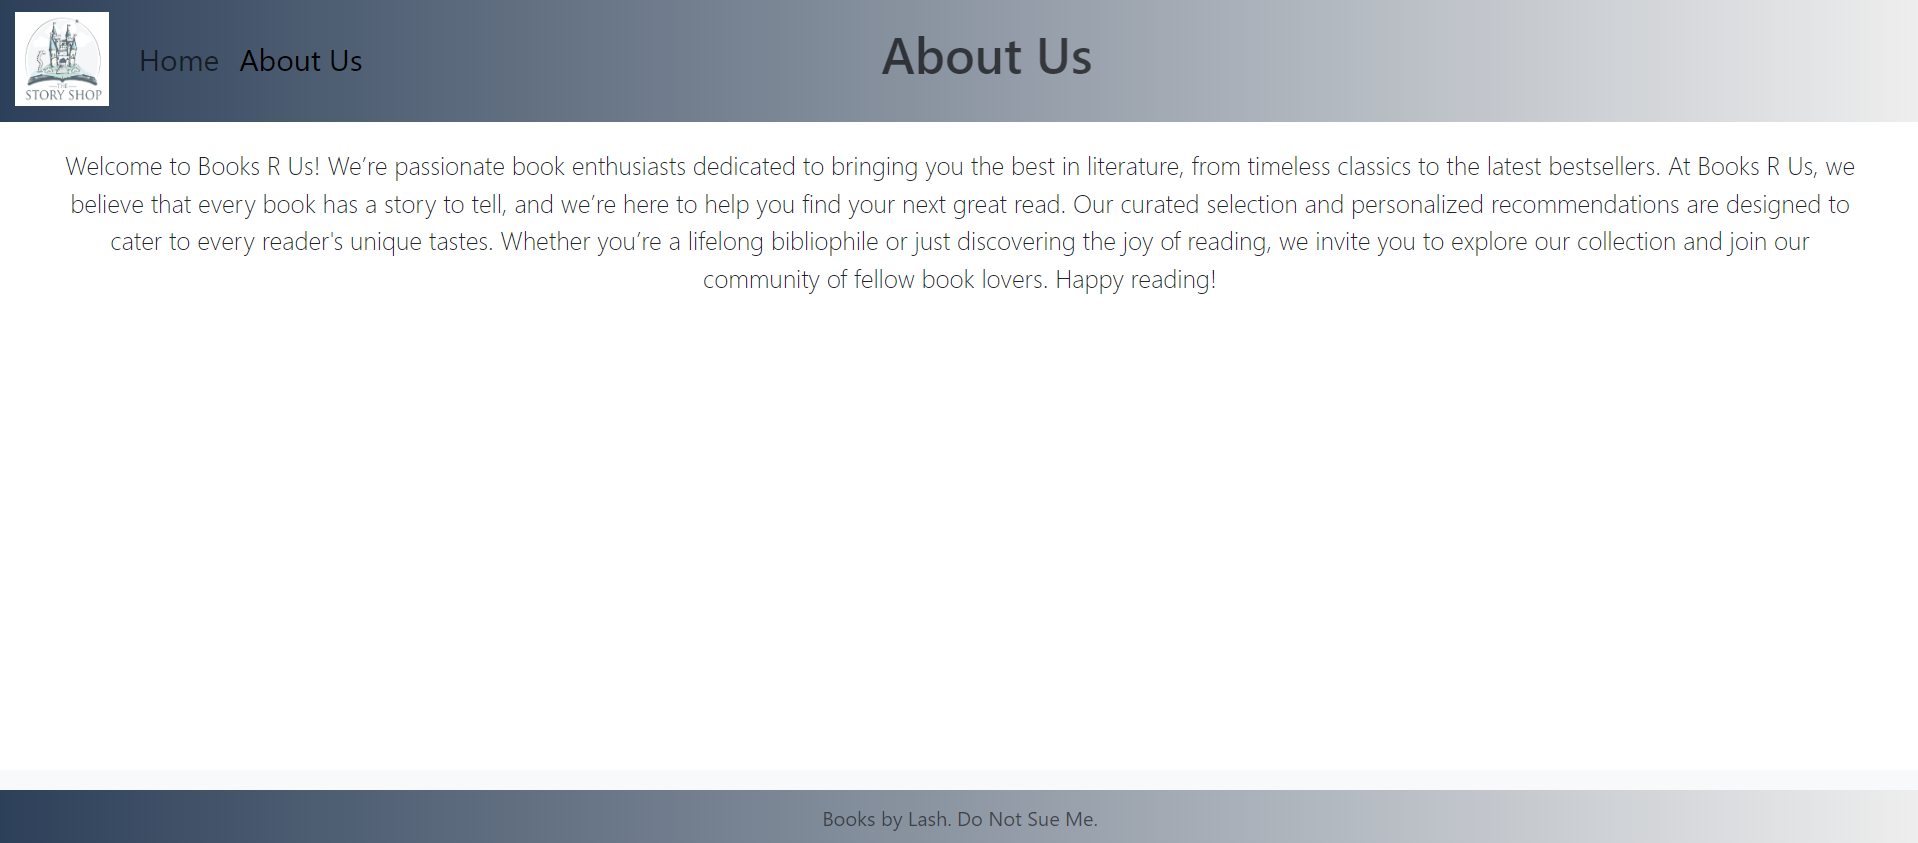 THE
STORY SHOP
Home About Us
About Us
Welcome to Books R Us! We’re passionate book enthusiasts dedicated to bringing you the best in literature, from timeless classics to the latest bestsellers. At Books R Us, we
believe that every book has a story to tell, and we’re here to help you find your next great read. Our curated selection and personalized recommendations are designed to
cater to every reader's unique tastes. Whether you’re a lifelong bibliophile or just discovering the joy of reading, we invite you to explore our collection and join our
community of fellow book lovers. Happy reading!
Books by Lash. Do Not Sue Me.